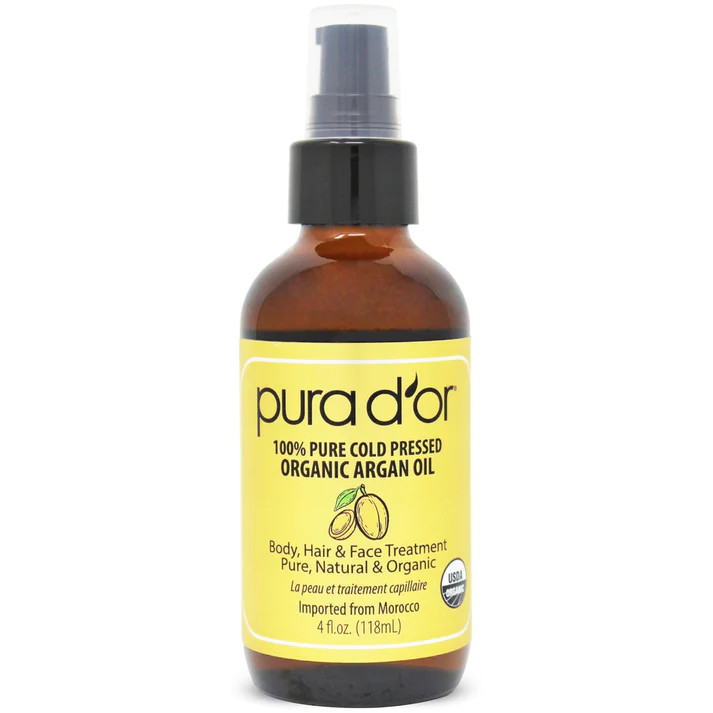 pura d'or®
100% PURE COLD PRESSED
ORGANIC ARGAN OIL
Body, Hair & Face Treatment
Pure, Natural & Organic
USDA
ORGANIC
La peau et traitement capillaire
Imported from Morocco
4 fl.oz. (118mL)